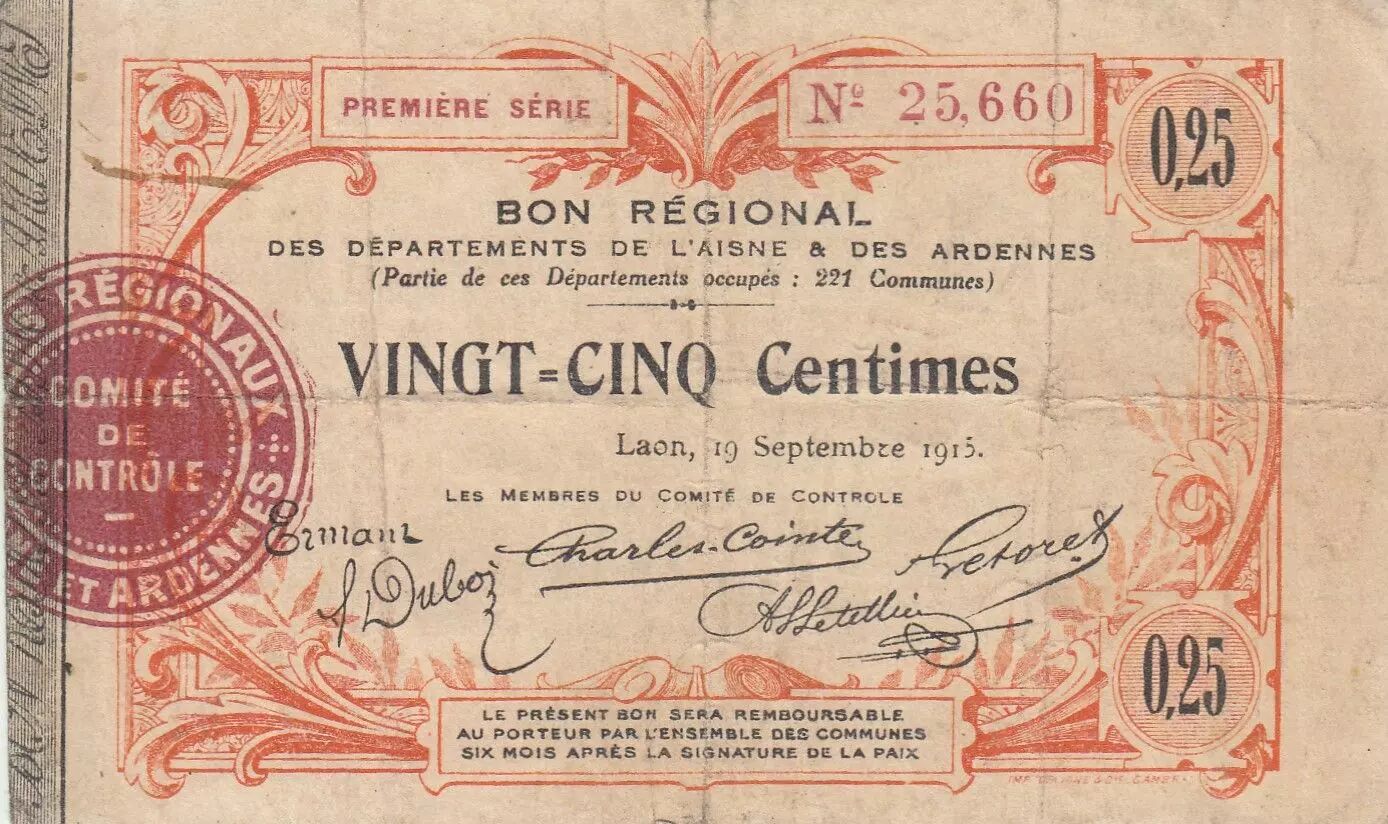 PREMIÈRE SÉRIE
Nº 25,660
0,25
BON RÉGIONAL
DES DÉPARTEMENTS DE L'AISNE & DES ARDENNES
(Partie de ces Départements occupés : 221 Communes)
VINGT=CINQ Centimes
Laon, 19 Septembre 1915.
LES MEMBRES DU COMITÉ DE CONTROLE
RÉGIONAUX
COMITÉ
DE
CONTRÔLE
ET ARDENNES
Ermant
Charles-Cointe
Dubois
0,25
LE PRÉSENT BON SERA REMBOURSABLE
AU PORTEUR PAR L'ENSEMBLE DES COMMUNES
SIX MOIS APRÈS LA SIGNATURE DE LA PAIX